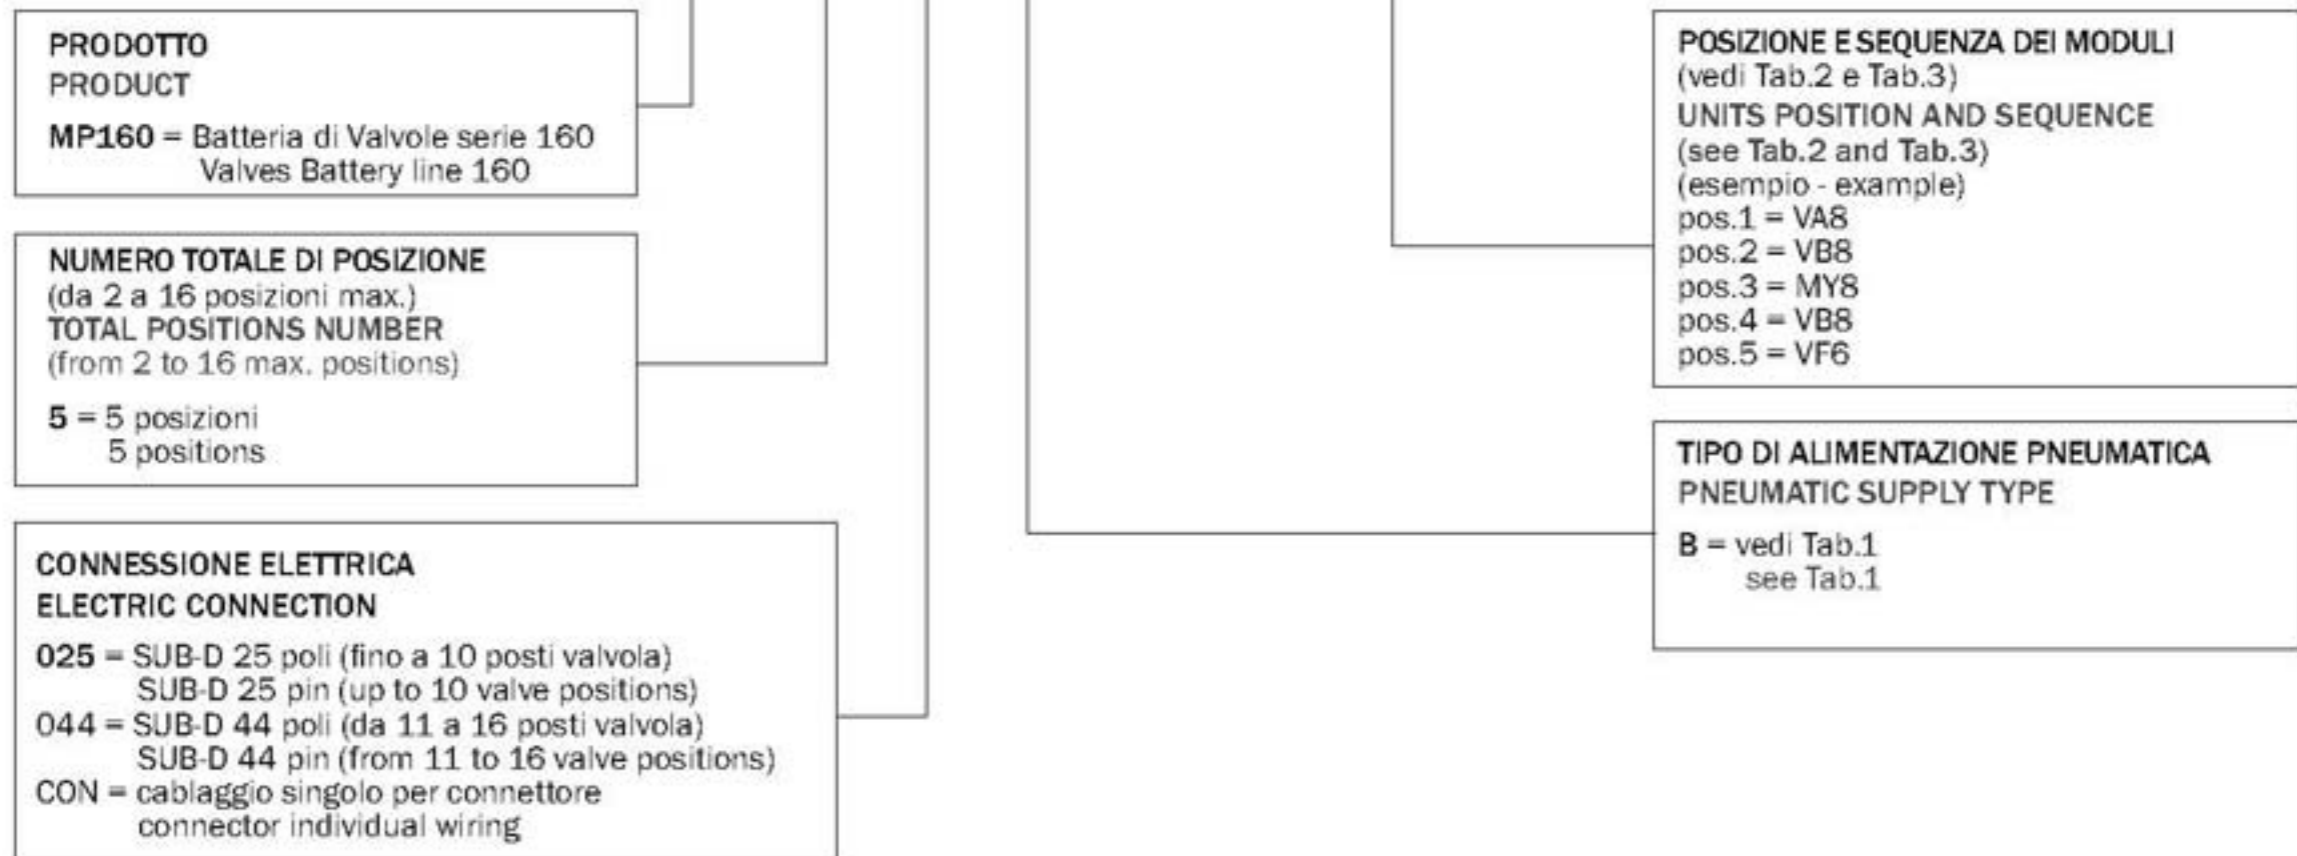 PRODOTTO
PRODUCT
MP160 = Batteria di Valvole serie 160
Valves Battery line 160
NUMERO TOTALE DI POSIZIONE
(da 2 a 16 posizioni max.)
TOTAL POSITIONS NUMBER
(from 2 to 16 max. positions)
5 = 5 posizioni
5 positions
CONNESSIONE ELETTRICA
ELECTRIC CONNECTION
025 = SUB-D 25 poli (fino a 10 posti valvola)
SUB-D 25 pin (up to 10 valve positions)
044 = SUB-D 44 poli (da 11 a 16 posti valvola)
SUB-D 44 pin (from 11 to 16 valve positions)
CON = cablaggio singolo per connettore
connector individual wiring
POSIZIONE E SEQUENZA DEI MODULI
(vedi Tab.2 e Tab.3)
UNITS POSITION AND SEQUENCE
(see Tab.2 and Tab.3)
(esempio - example)
pos.1 = VA8
pos.2 = VB8
pos.3 = MY8
pos.4 = VB8
pos.5 = VF6
TIPO DI ALIMENTAZIONE PNEUMATICA
PNEUMATIC SUPPLY TYPE
B = vedi Tab.1
see Tab.1